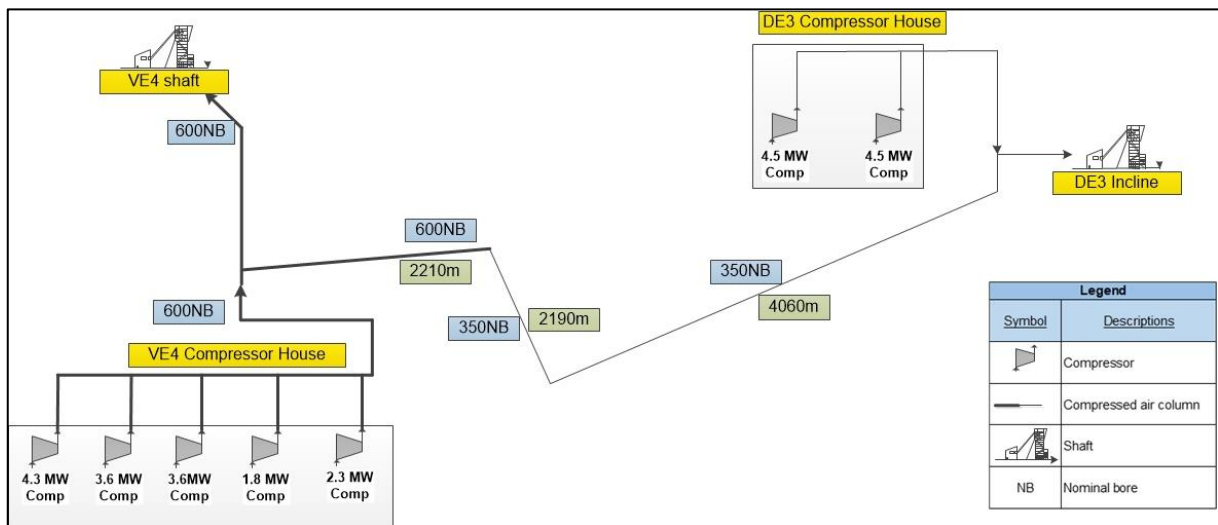 DE3 Compressor House
VE4 shaft
600NB
4.5 MW
Comp
4.5 MW
Comp
DE3 Incline
600NB
2210m
350NB
4060m
600NB
350NB
2190m
VE4 Compressor House
4.3 MW
Comp
3.6 MW
Comp
3.6MW
Comp
1.8 MW
Comp
2.3 MW
Comp
Legend
Symbol Descriptions
Compressor
Compressed air column
Shaft
NB Nominal bore